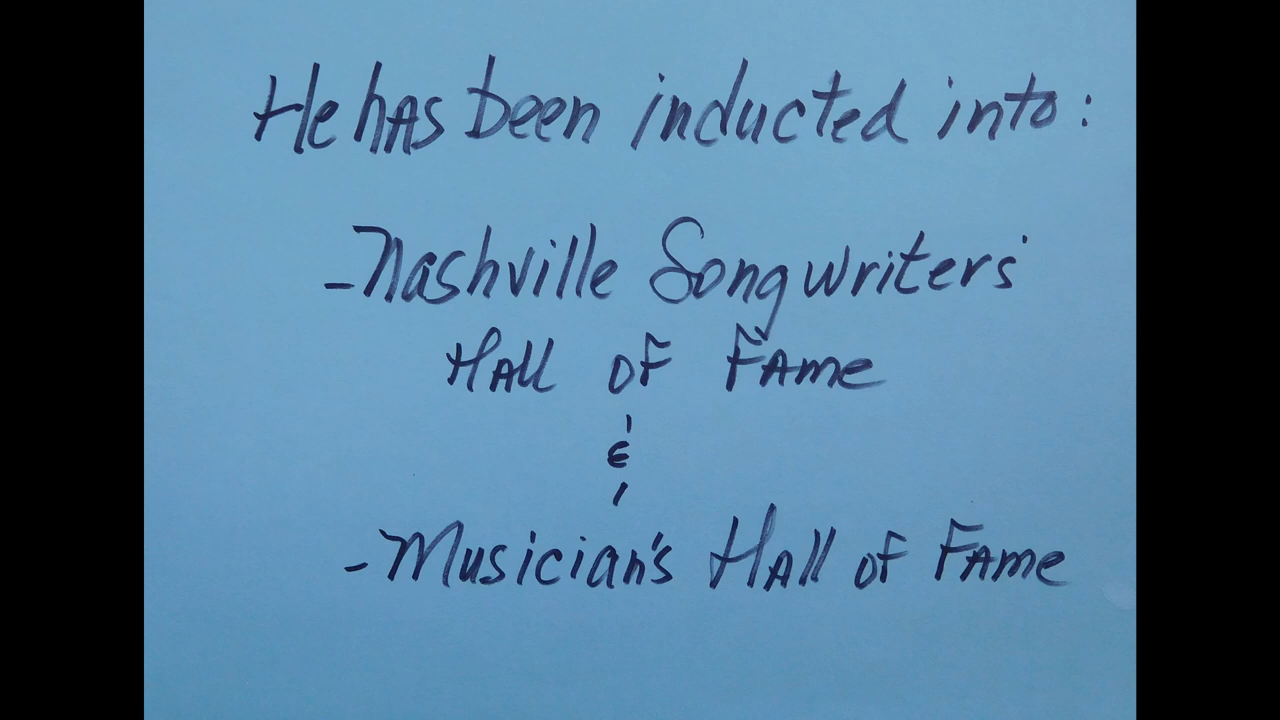 He has been inducted into:
- Nashville Songwriters'
Hall of Fame
&
- Musician's Hall of Fame